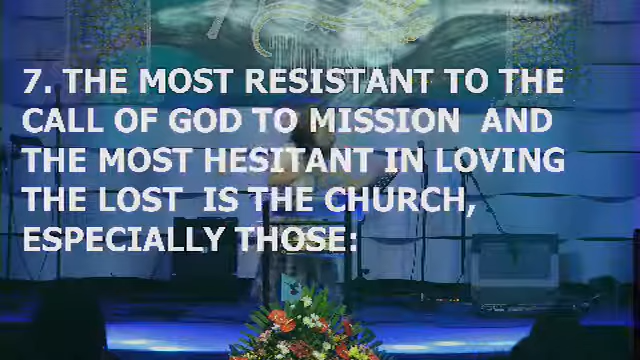 7. THE MOST RESISTANT TO THE
CALL OF GOD TO MISSION  AND
THE MOST HESITANT IN LOVING
THE LOST  IS THE CHURCH,
ESPECIALLY THOSE: